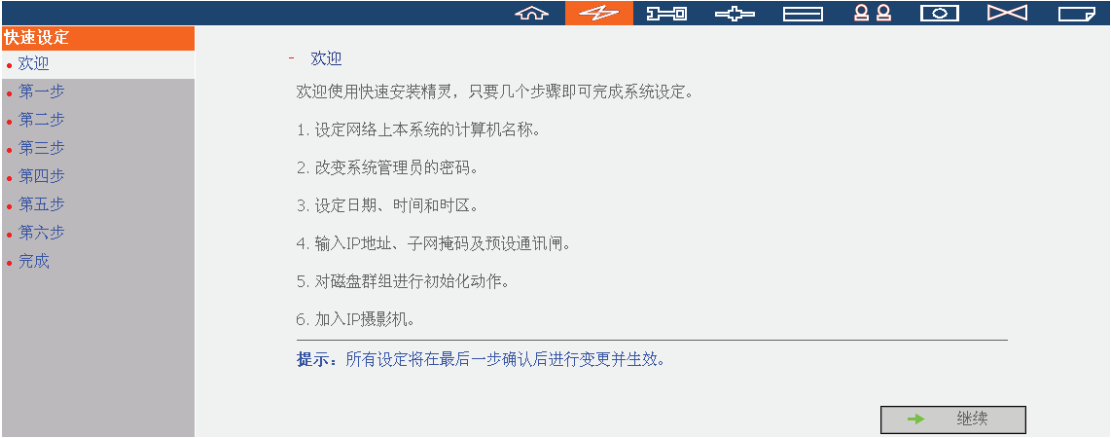 快速设定
欢迎
第一步
第二步
第三步
第四步
第五步
第六步
完成
- 欢迎
欢迎使用快速安装精灵，只要几个步骤即可完成系统设定。
1. 设定网络上本系统的计算机名称。
2. 改变系统管理员的密码。
3. 设定日期、时间和时区。
4. 输入IP地址、子网掩码及预设通讯闸。
5. 对磁盘群组进行初始化动作。
6. 加入IP摄影机。
提示：所有设定将在最后一步确认后进行变更并生效。
继续